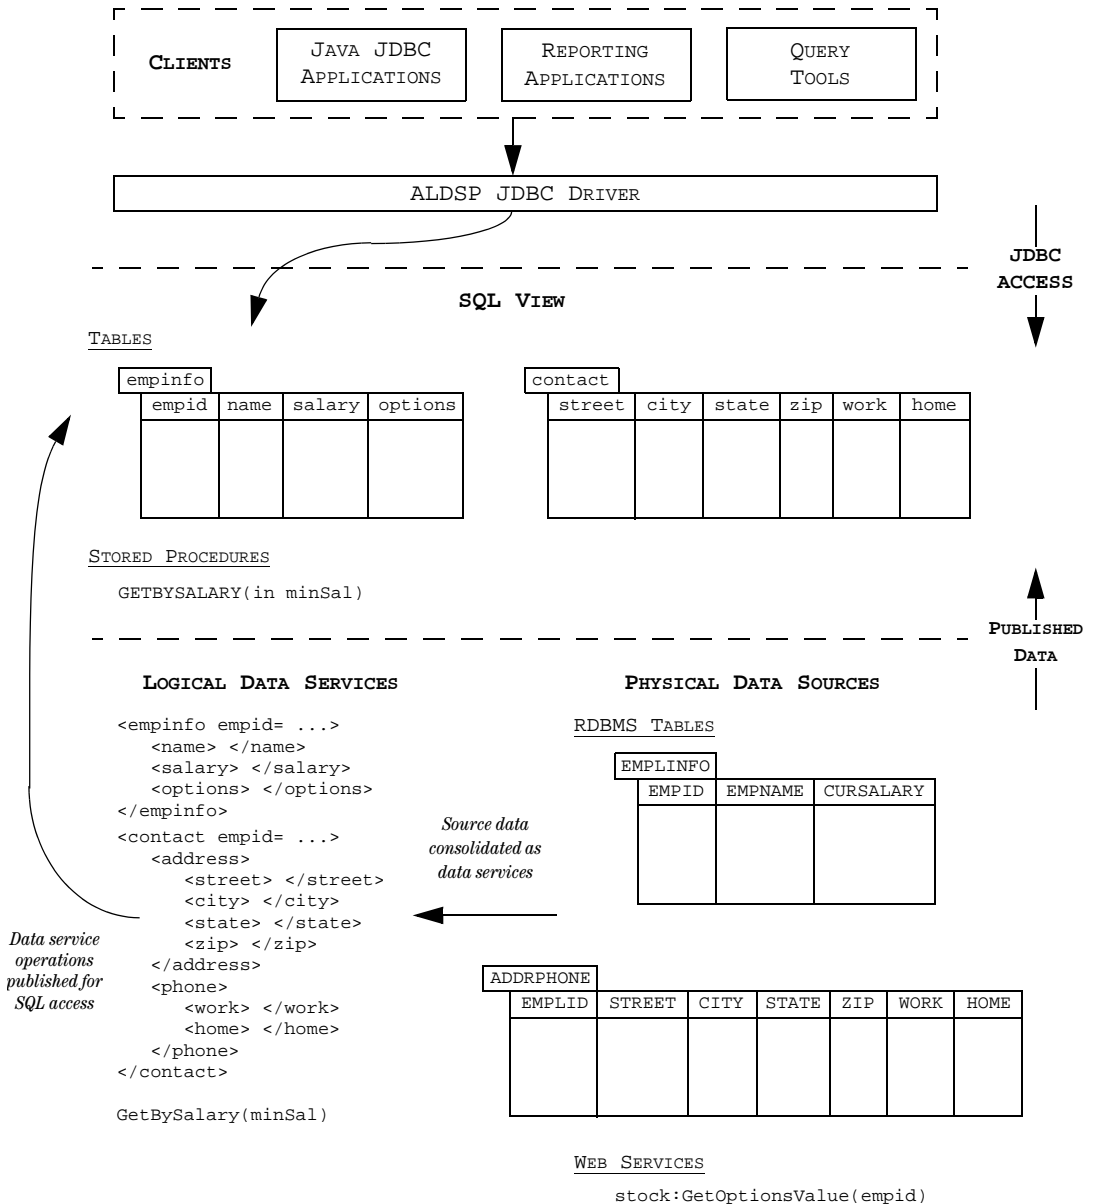 CLIENTS
JAVA JDBC
APPLICATIONS
REPORTING
APPLICATIONS
QUERY
TOOLS
ALDSP JDBC DRIVER
JDBC
ACCESS
SQL VIEW
TABLES
empinfo
empid name salary options
contact
street city state zip work home
STORED PROCEDURES
GETBYSALARY(in minSal)
PUBLISHED
DATA
LOGICAL DATA SERVICES
<empinfo empid= ...>
<name> </name>
<salary> </salary>
<options> </options>
</empinfo>
<contact empid= ...>
<address>
<street> </street>
<city> </city>
<state> </state>
<zip> </zip>
</address>
<phone>
<work> </work>
<home> </home>
</phone>
</contact>
GetBySalary(minSal)
Data service
operations
published for
SQL access
Source data
consolidated as
data services
PHYSICAL DATA SOURCES
RDBMS TABLES
EMPLINFO
EMPID EMPNAME CURSALARY
ADDRPHONE
EMPLID STREET CITY STATE ZIP WORK HOME
WEB SERVICES
stock:GetOptionsValue(empid)